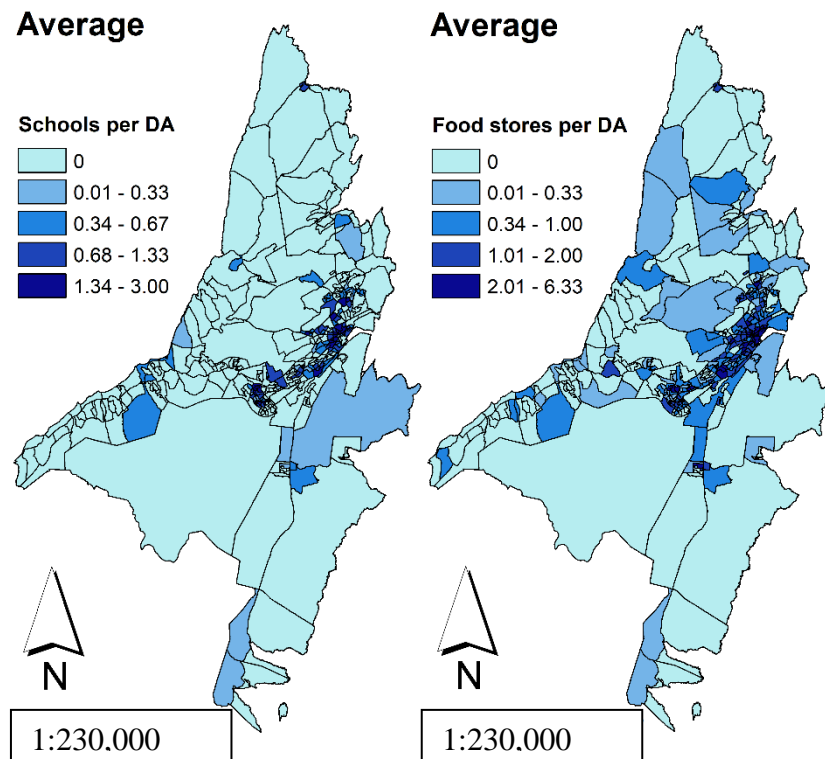 Average
Schools per DA
0
0.01 - 0.33
0.34 - 0.67
0.68 - 1.33
1.34 - 3.00
N
1:230,000
Average
Food stores per DA
0
0.01 - 0.33
0.34 - 1.00
1.01 - 2.00
2.01 - 6.33
N
1:230,000